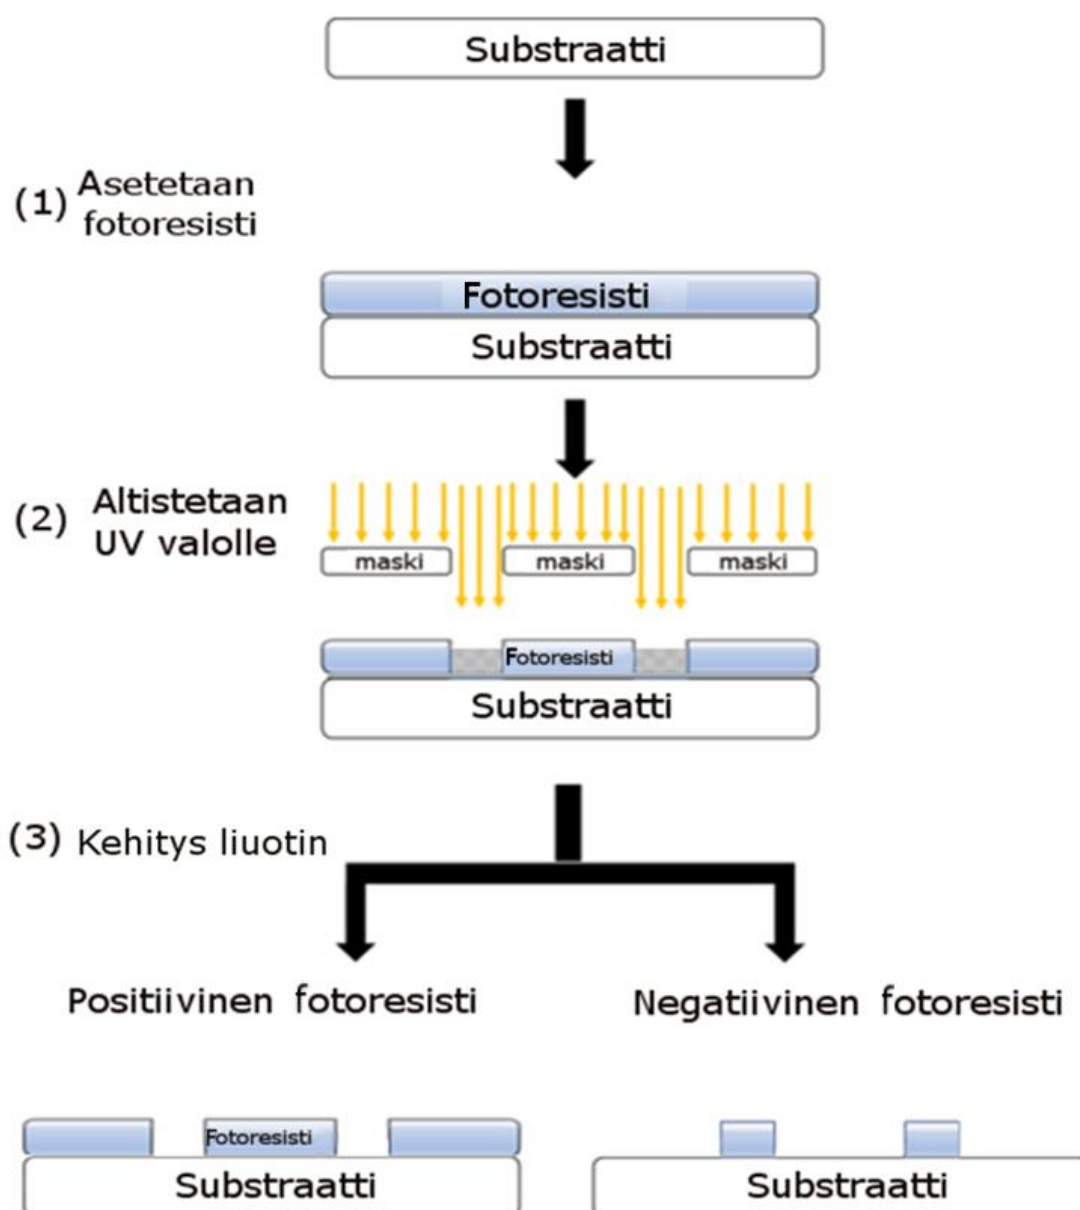 Substraatti
(1) Asetetaan
fotoresisti
Fotoresisti
Substraatti
(2) Altistetaan
UV valolle
maski maski maski
Fotoresisti
Substraatti
(3) Kehitys liuotin
Positiivinen fotoresisti
Negatiivinen fotoresisti
Fotoresisti
Substraatti
Substraatti